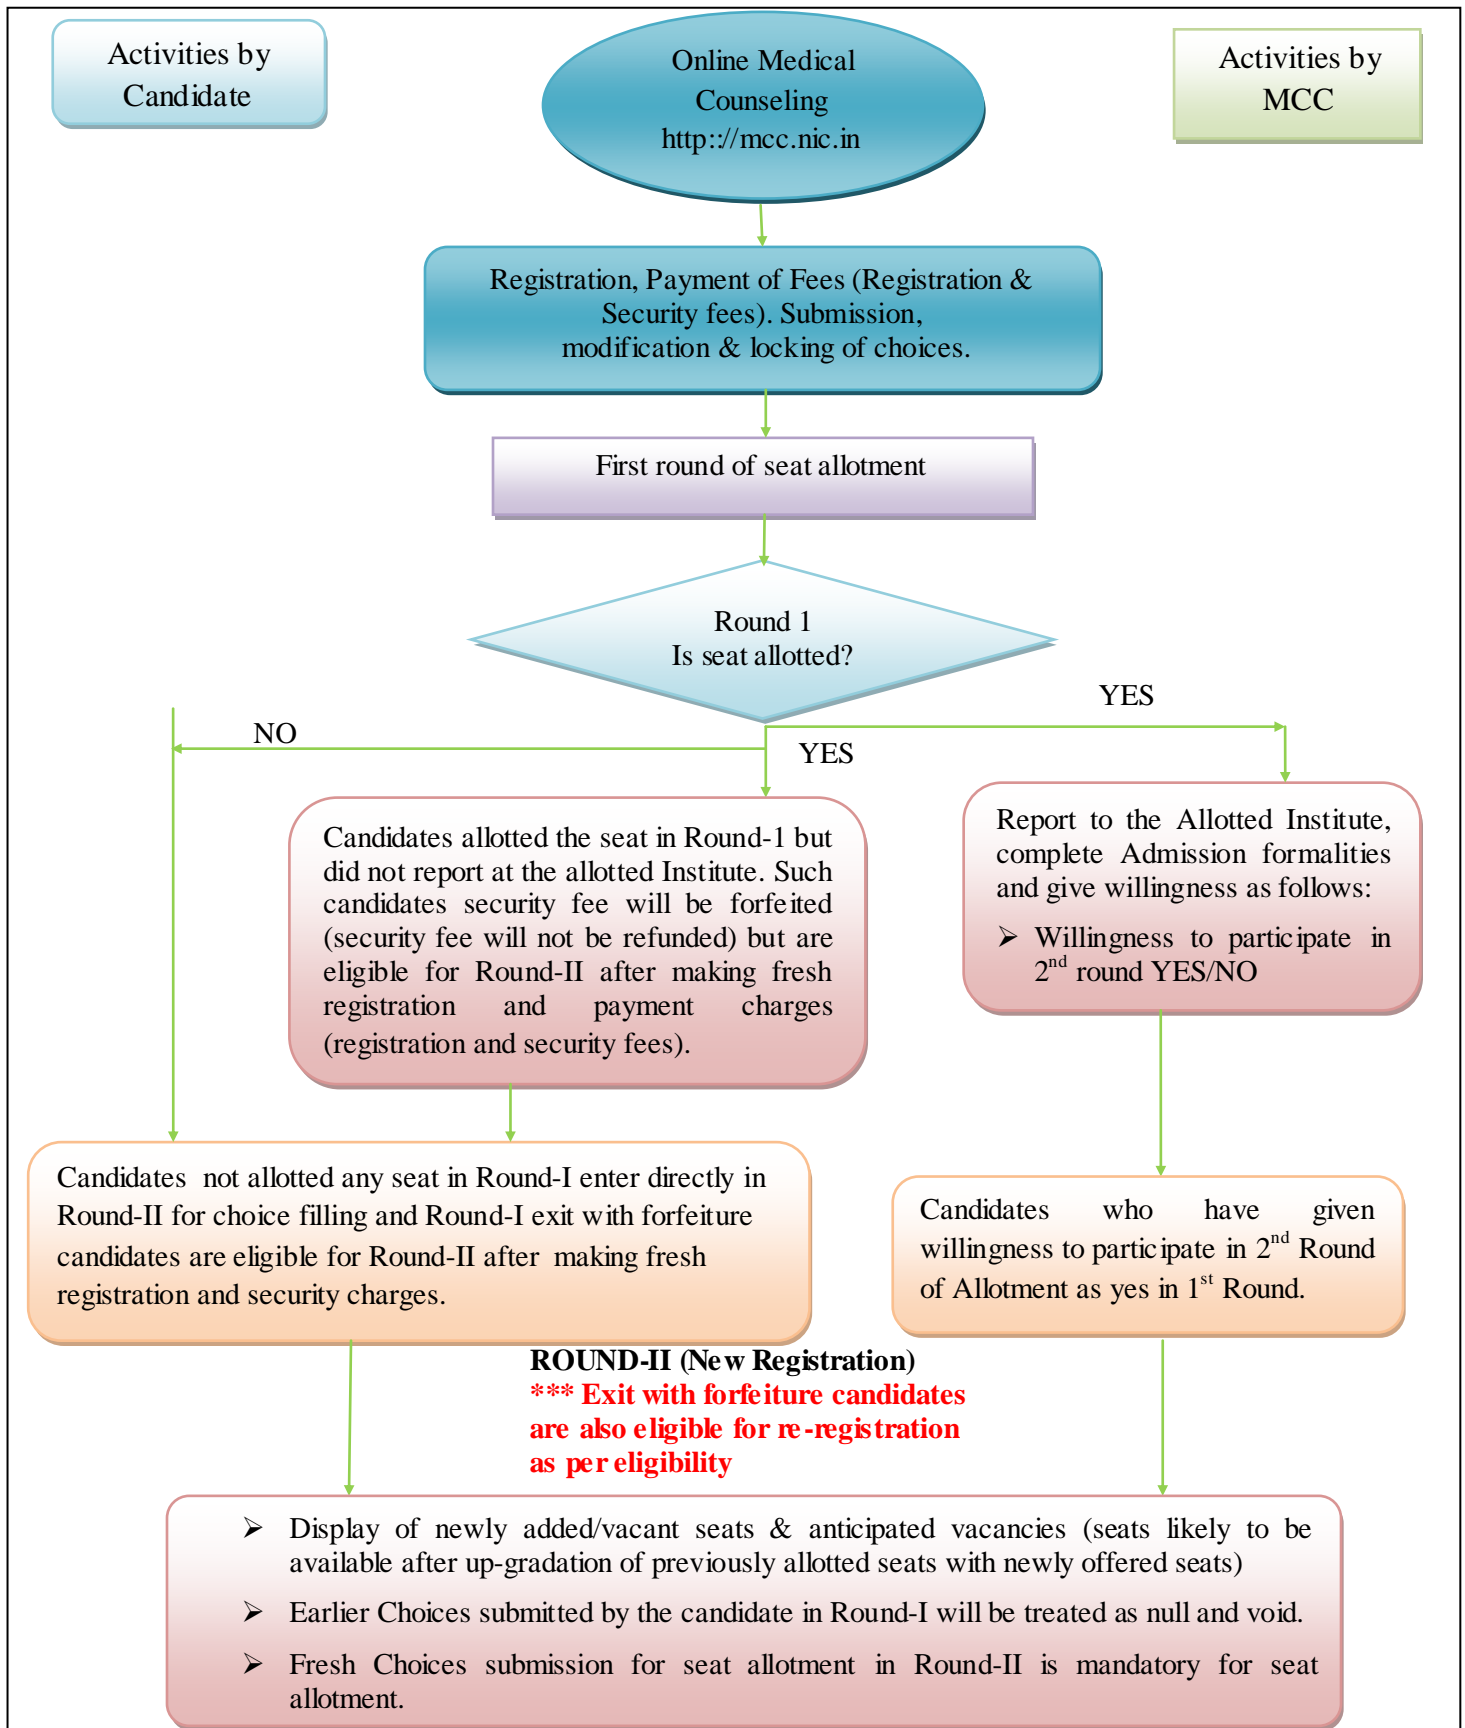 Activities by
Candidate
Online Medical
Counseling
http:://mcc.nic.in
Activities by
MCC
Registration, Payment of Fees (Registration &
Security fees). Submission,
modification & locking of choices.
First round of seat allotment
Round 1
Is seat allotted?
YES
NO
YES
Candidates allotted the seat in Round-1 but
did not report at the allotted Institute. Such
candidates security fee will be forfeited
(security fee will not be refunded) but are
eligible for Round-II after making fresh
registration and payment charges
(registration and security fees).
Report to the Allotted Institute,
complete Admission formalities
and give willingness as follows:
➢ Willingness to participate in
2nd round YES/NO
Candidates not allotted any seat in Round-I enter directly in
Round-II for choice filling and Round-I exit with forfeiture
candidates are eligible for Round-II after making fresh
registration and security charges.
Candidates who have given
willingness to participate in 2nd Round
of Allotment as yes in 1st Round.
ROUND-II (New Registration)
*** Exit with forfeiture candidates
are also eligible for re-registration
as per eligibility
➢ Display of newly added/vacant seats & anticipated vacancies (seats likely to be
available after up-gradation of previously allotted seats with newly offered seats)
➢ Earlier Choices submitted by the candidate in Round-I will be treated as null and void.
➢ Fresh Choices submission for seat allotment in Round-II is mandatory for seat
allotment.